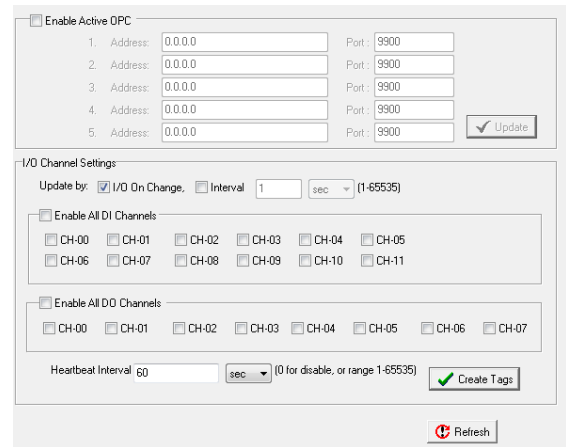 Enable Active OPC
1. Address: 0.0.0.0 Port : 9900
2. Address: 0.0.0.0 Port : 9900
3. Address: 0.0.0.0 Port : 9900
4. Address: 0.0.0.0 Port : 9900
5. Address: 0.0.0.0 Port : 9900
Update
I/O Channel Settings
Update by: I/O On Change, Interval 1 sec (1-65535)
Enable All DI Channels
CH-00 CH-01 CH-02 CH-03 CH-04 CH-05
CH-06 CH-07 CH-08 CH-09 CH-10 CH-11
Enable All DO Channels
CH-00 CH-01 CH-02 CH-03 CH-04 CH-05 CH-06 CH-07
Heartbeat Interval 60 sec (0 for disable, or range 1-65535)
Create Tags
Refresh